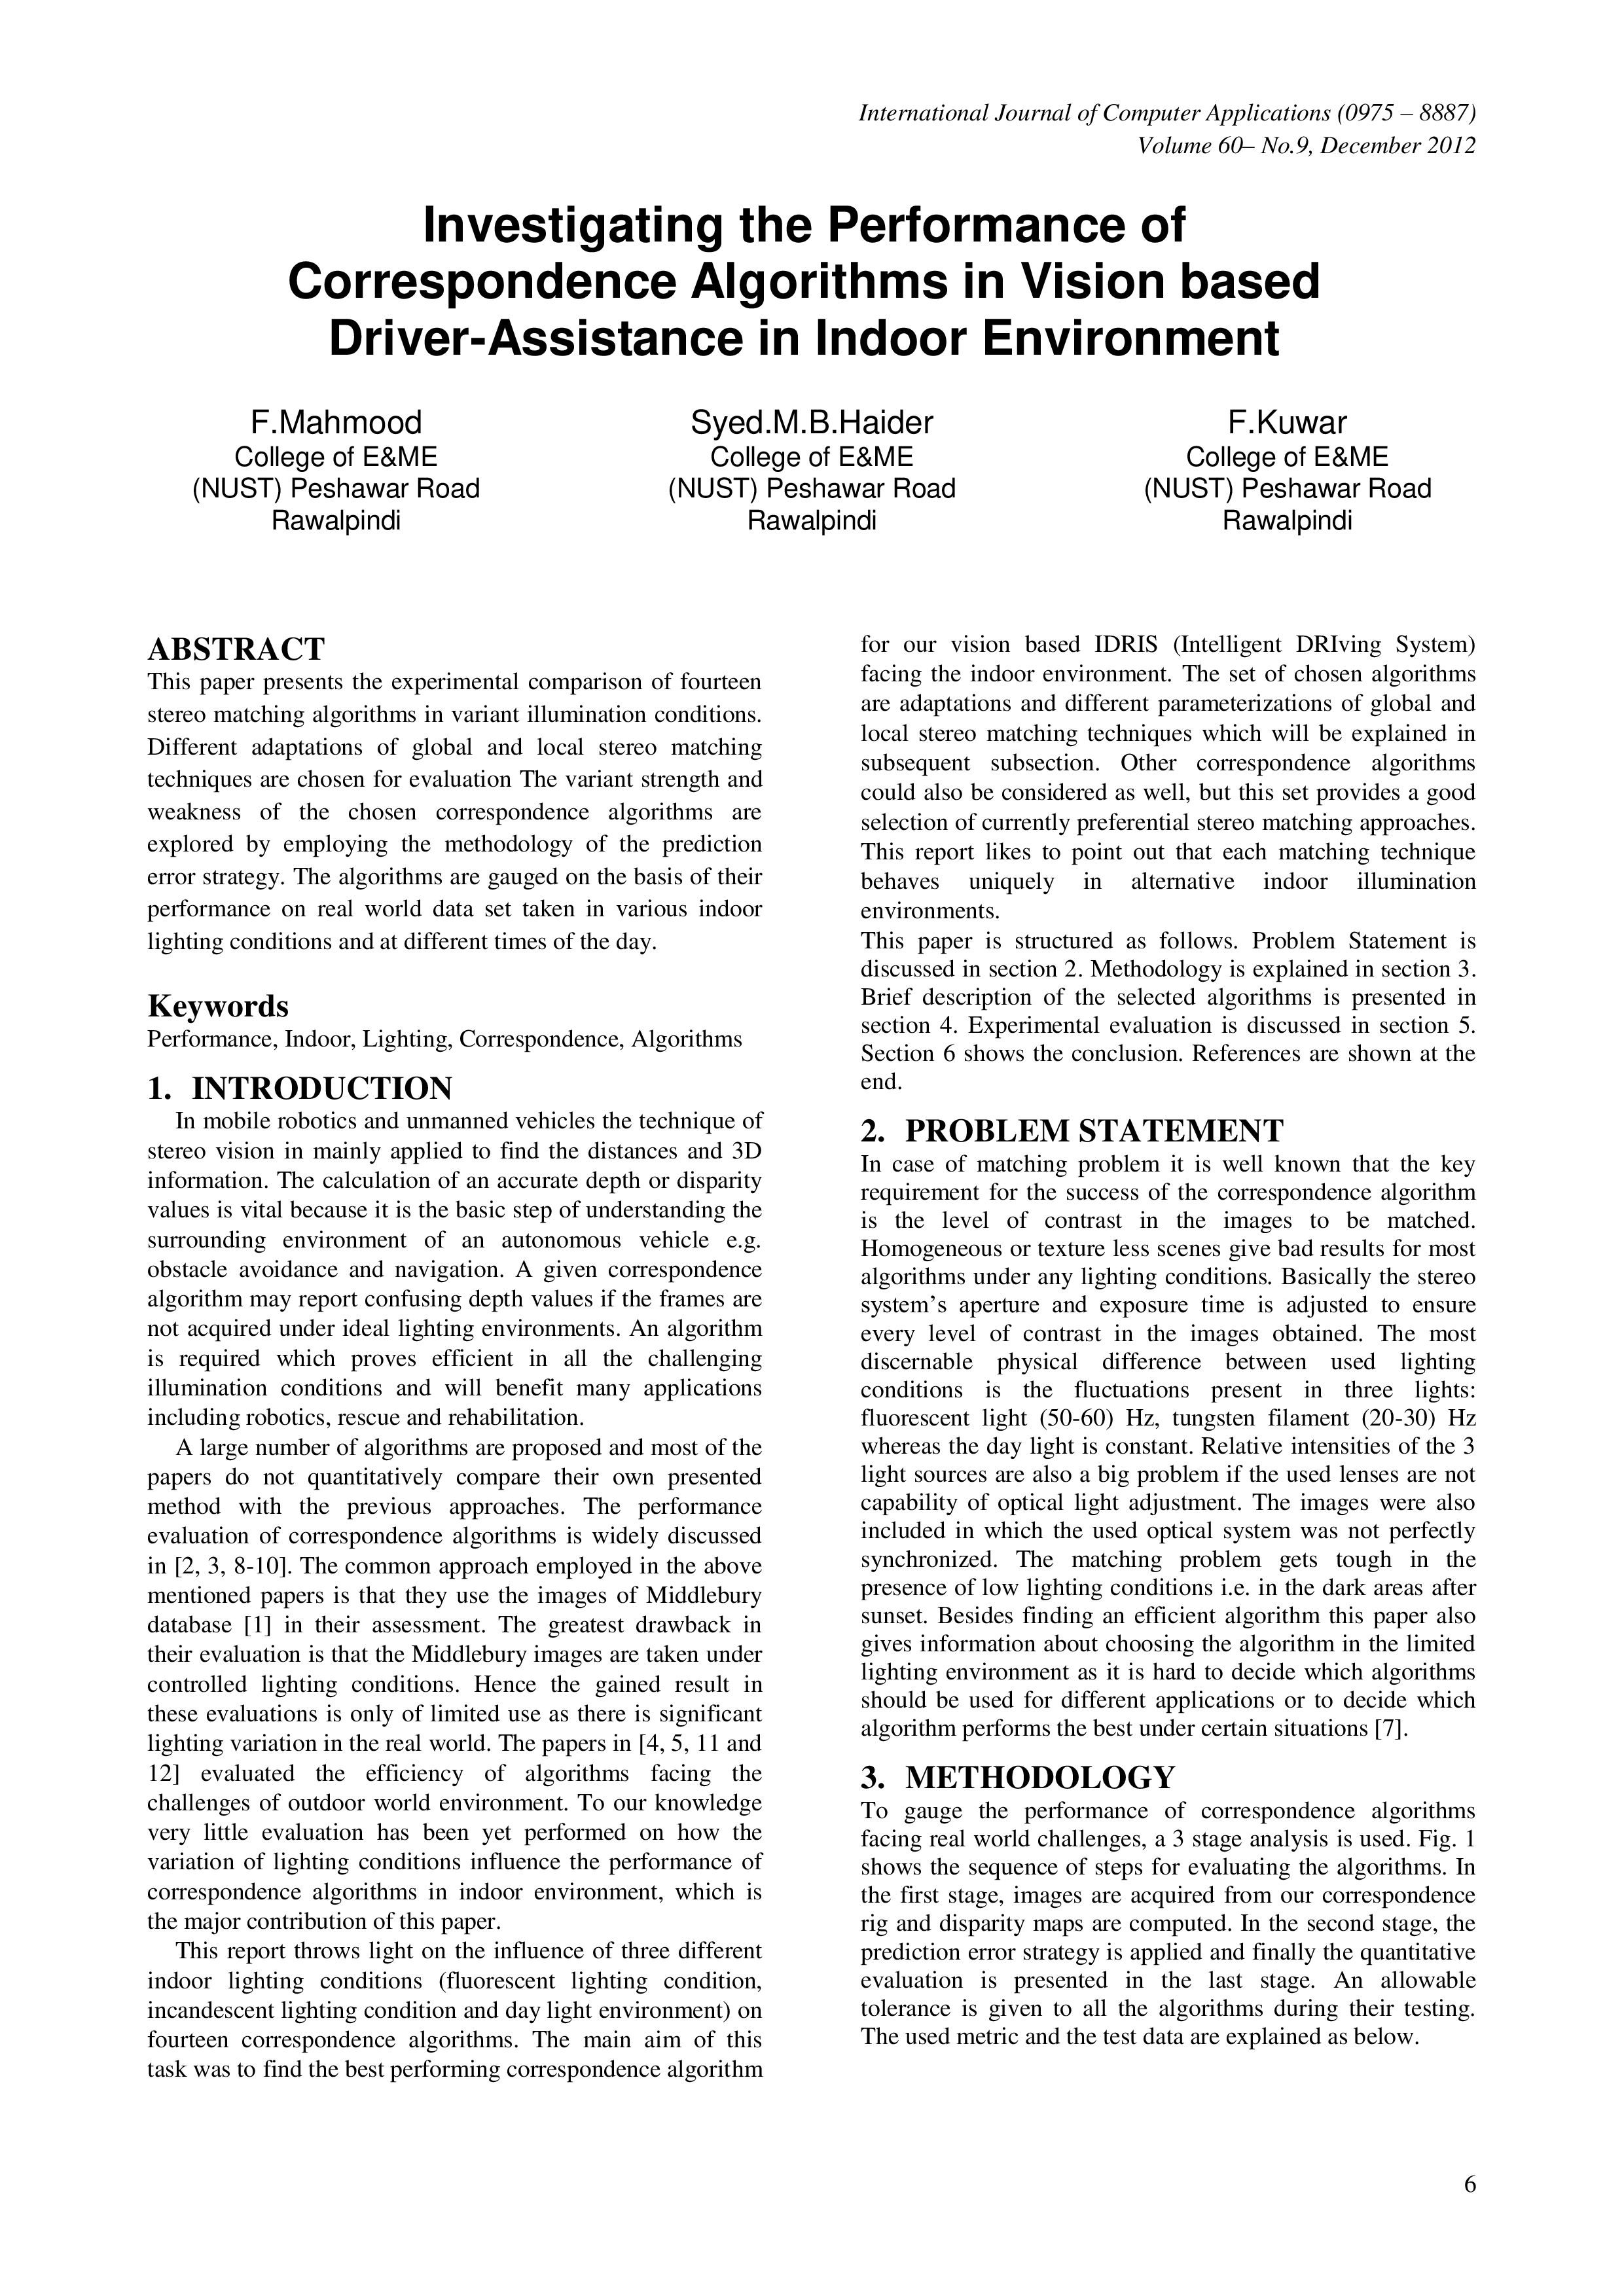 International Journal of Computer Applications (0975 – 8887)
Volume 60– No.9, December 2012
Investigating the Performance of
Correspondence Algorithms in Vision based
Driver-Assistance in Indoor Environment
F.Mahmood
College of E&ME
(NUST) Peshawar Road
Rawalpindi
Syed.M.B.Haider
College of E&ME
(NUST) Peshawar Road
Rawalpindi
F.Kuwar
College of E&ME
(NUST) Peshawar Road
Rawalpindi
ABSTRACT
This paper presents the experimental comparison of fourteen
stereo matching algorithms in variant illumination conditions.
Different adaptations of global and local stereo matching
techniques are chosen for evaluation The variant strength and
weakness of the chosen correspondence algorithms are
explored by employing the methodology of the prediction
error strategy. The algorithms are gauged on the basis of their
performance on real world data set taken in various indoor
lighting conditions and at different times of the day.
Keywords
Performance, Indoor, Lighting, Correspondence, Algorithms
1. INTRODUCTION
In mobile robotics and unmanned vehicles the technique of
stereo vision in mainly applied to find the distances and 3D
information. The calculation of an accurate depth or disparity
values is vital because it is the basic step of understanding the
surrounding environment of an autonomous vehicle e.g.
obstacle avoidance and navigation. A given correspondence
algorithm may report confusing depth values if the frames are
not acquired under ideal lighting environments. An algorithm
is required which proves efficient in all the challenging
illumination conditions and will benefit many applications
including robotics, rescue and rehabilitation.
A large number of algorithms are proposed and most of the
papers do not quantitatively compare their own presented
method with the previous approaches. The performance
evaluation of correspondence algorithms is widely discussed
in [2, 3, 8-10]. The common approach employed in the above
mentioned papers is that they use the images of Middlebury
database [1] in their assessment. The greatest drawback in
their evaluation is that the Middlebury images are taken under
controlled lighting conditions. Hence the gained result in
these evaluations is only of limited use as there is significant
lighting variation in the real world. The papers in [4, 5, 11 and
12] evaluated the efficiency of algorithms facing the
challenges of outdoor world environment. To our knowledge
very little evaluation has been yet performed on how the
variation of lighting conditions influence the performance of
correspondence algorithms in indoor environment, which is
the major contribution of this paper.
This report throws light on the influence of three different
indoor lighting conditions (fluorescent lighting condition,
incandescent lighting condition and day light environment) on
fourteen correspondence algorithms. The main aim of this
task was to find the best performing correspondence algorithm
for our vision based IDRIS (Intelligent DRIving System)
facing the indoor environment. The set of chosen algorithms
are adaptations and different parameterizations of global and
local stereo matching techniques which will be explained in
subsequent subsection. Other correspondence algorithms
could also be considered as well, but this set provides a good
selection of currently preferential stereo matching approaches.
This report likes to point out that each matching technique
behaves uniquely in alternative indoor illumination
environments.
This paper is structured as follows. Problem Statement is
discussed in section 2. Methodology is explained in section 3.
Brief description of the selected algorithms is presented in
section 4. Experimental evaluation is discussed in section 5.
Section 6 shows the conclusion. References are shown at the
end.
2. PROBLEM STATEMENT
In case of matching problem it is well known that the key
requirement for the success of the correspondence algorithm
is the level of contrast in the images to be matched.
Homogeneous or texture less scenes give bad results for most
algorithms under any lighting conditions. Basically the stereo
system’s aperture and exposure time is adjusted to ensure
every level of contrast in the images obtained. The most
discernable physical difference between used lighting
conditions is the fluctuations present in three lights:
fluorescent light (50-60) Hz, tungsten filament (20-30) Hz
whereas the day light is constant. Relative intensities of the 3
light sources are also a big problem if the used lenses are not
capability of optical light adjustment. The images were also
included in which the used optical system was not perfectly
synchronized. The matching problem gets tough in the
presence of low lighting conditions i.e. in the dark areas after
sunset. Besides finding an efficient algorithm this paper also
gives information about choosing the algorithm in the limited
lighting environment as it is hard to decide which algorithms
should be used for different applications or to decide which
algorithm performs the best under certain situations [7].
3. METHODOLOGY
To gauge the performance of correspondence algorithms
facing real world challenges, a 3 stage analysis is used. Fig. 1
shows the sequence of steps for evaluating the algorithms. In
the first stage, images are acquired from our correspondence
rig and disparity maps are computed. In the second stage, the
prediction error strategy is applied and finally the quantitative
evaluation is presented in the last stage. An allowable
tolerance is given to all the algorithms during their testing.
The used metric and the test data are explained as below.
6